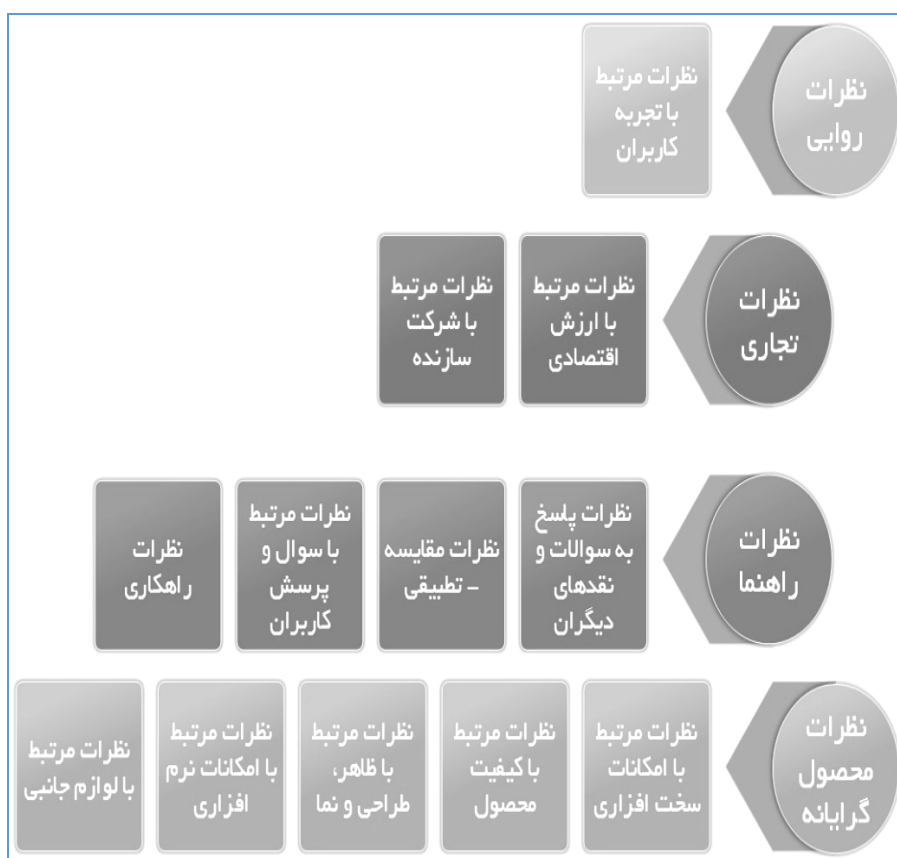 نظرات
روایی
نظرات مرتبط
با تجربه
کاربران
نظرات
تجاری
نظرات مرتبط
با ارزش
اقتصادی
نظرات مرتبط
با شرکت
سازنده
نظرات
راهنما
نظرات پاسخ
به سوالات و
نقدهای
دیگران
نظرات مقایسه
– تطبیقی
نطرات مرتبط
با سوال و
پرسش
کاربران
نظرات
راهکاری
نظرات
محصول
گرایانه
نظرات مرتبط
با امکانات
سخت افزاری
نظرات مرتبط
با کیفیت
محصول
نظرات مرتبط
با ظاهر،
طراحی و نما
نظرات مرتبط
با امکانات نرم
افزاری
نظرات مرتبط
با لوازم جانبی